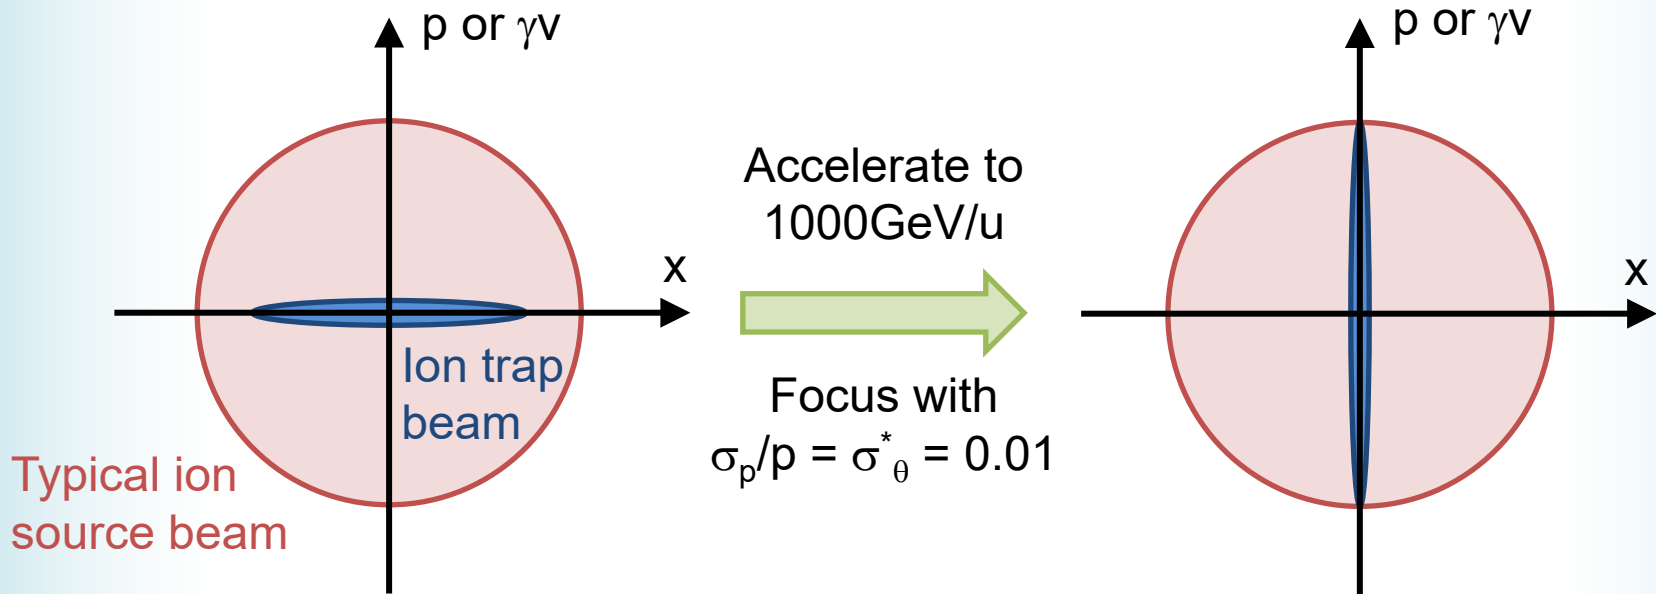 p or γv
x
Ion trap
beam
Typical ion
source beam
Accelerate to
1000GeV/u
Focus with
σp/p = σ*θ = 0.01
p or γv
x